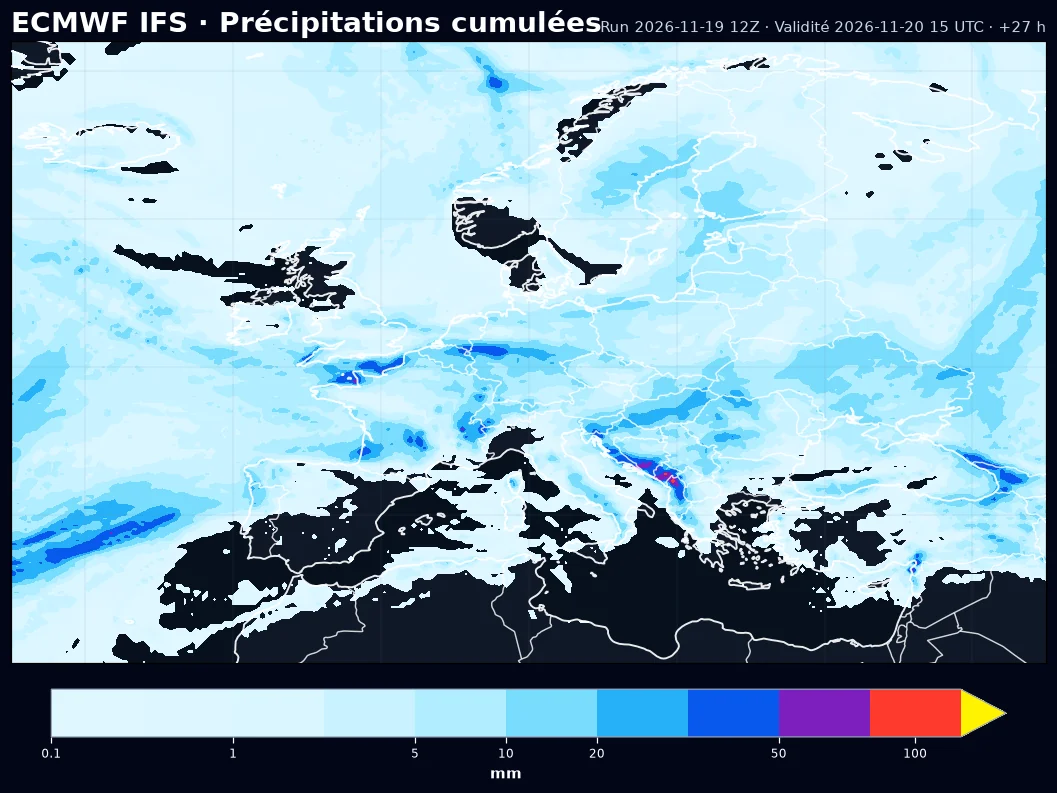 ECMWF IFS · Précipitations cumulées
Run 2026-11-19 12Z · Validité 2026-11-20 15 UTC · +27 h
0.1 1 5 10 20 50 100
mm